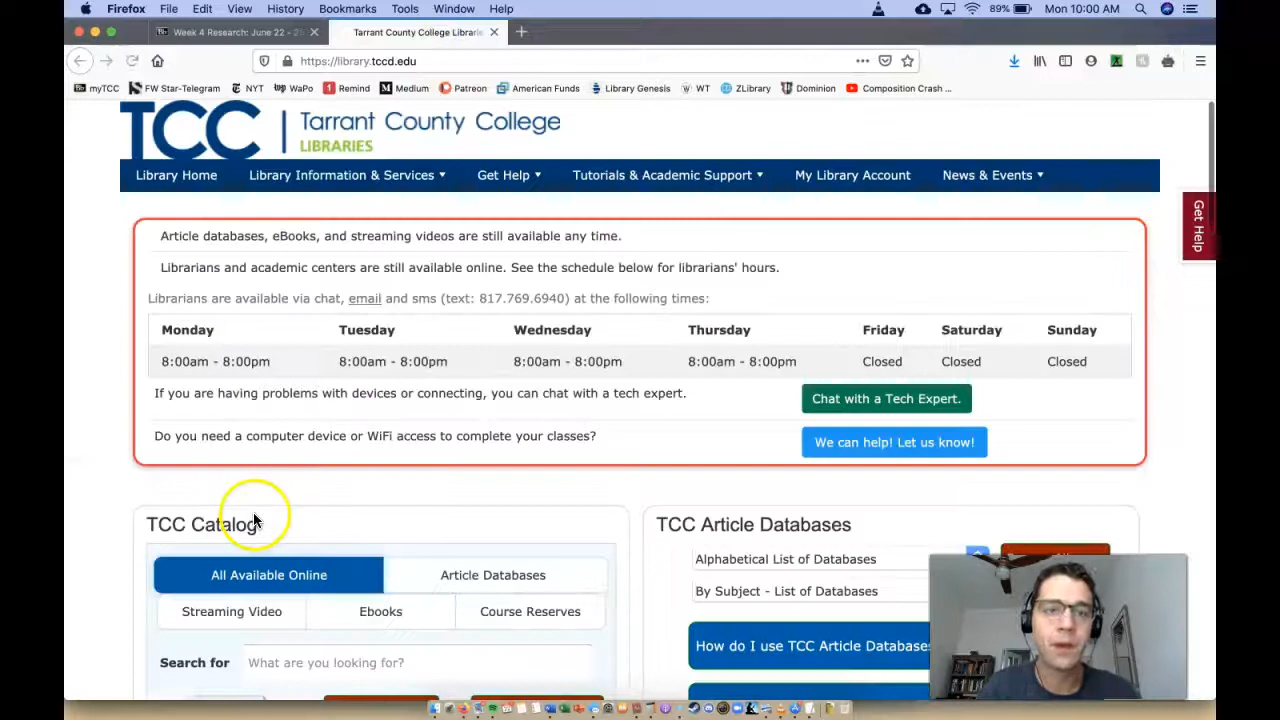 Firefox File Edit View History Bookmarks Tools Window Help 89% Mon 10:00 AM
Week 4 Research: June 22 - 2 Tarrant County College Librarie
https://library.tccd.edu
myTCC FW Star-Telegram NYT WaPo Remind Medium Patreon American Funds Library Genesis WT ZLibrary Dominion Composition Crash ...
TCC Tarrant County College
LIBRARIES
Library Home Library Information & Services Get Help Tutorials & Academic Support My Library Account News & Events
Get Help
Article databases, eBooks, and streaming videos are still available any time.
Librarians and academic centers are still available online. See the schedule below for librarians' hours.
Librarians are available via chat, email and sms (text: 817.769.6940) at the following times:
Monday Tuesday Wednesday Thursday Friday Saturday Sunday
8:00am - 8:00pm 8:00am - 8:00pm 8:00am - 8:00pm 8:00am - 8:00pm Closed Closed Closed
If you are having problems with devices or connecting, you can chat with a tech expert. Chat with a Tech Expert.
Do you need a computer device or WiFi access to complete your classes? We can help! Let us know!
TCC Catalog TCC Article Databases
Alphabetical List of Databases
All Available Online Article Databases
By Subject - List of Databases
Streaming Video Ebooks Course Reserves
How do I use TCC Article Databases
Search for What are you looking for?